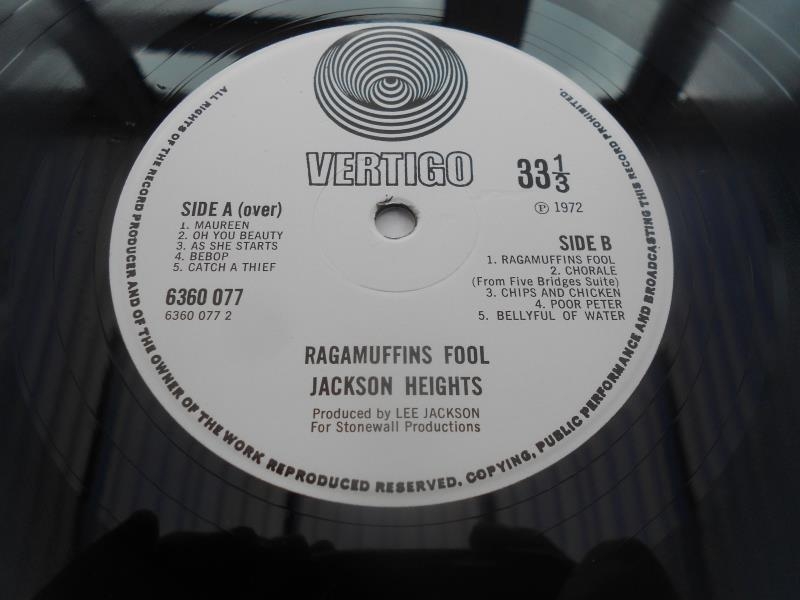 VERTIGO
33 1/3
Ⓟ 1972
SIDE A (over)
1. MAUREEN
2. OH YOU BEAUTY
3. AS SHE STARTS
4. BEBOP
5. CATCH A THIEF
6360 077
6360 077 2
SIDE B
1. RAGAMUFFINS FOOL
2. CHORALE
(From Five Bridges Suite)
3. CHIPS AND CHICKEN
4. POOR PETER
5. BELLYFUL OF WATER
RAGAMUFFINS FOOL
JACKSON HEIGHTS
Produced by LEE JACKSON
For Stonewall Productions
ALL RIGHTS OF THE RECORD PRODUCER AND OF THE OWNER OF THE WORK REPRODUCED RESERVED. COPYING, PUBLIC PERFORMANCE AND BROADCASTING THIS RECORD PROHIBITED.